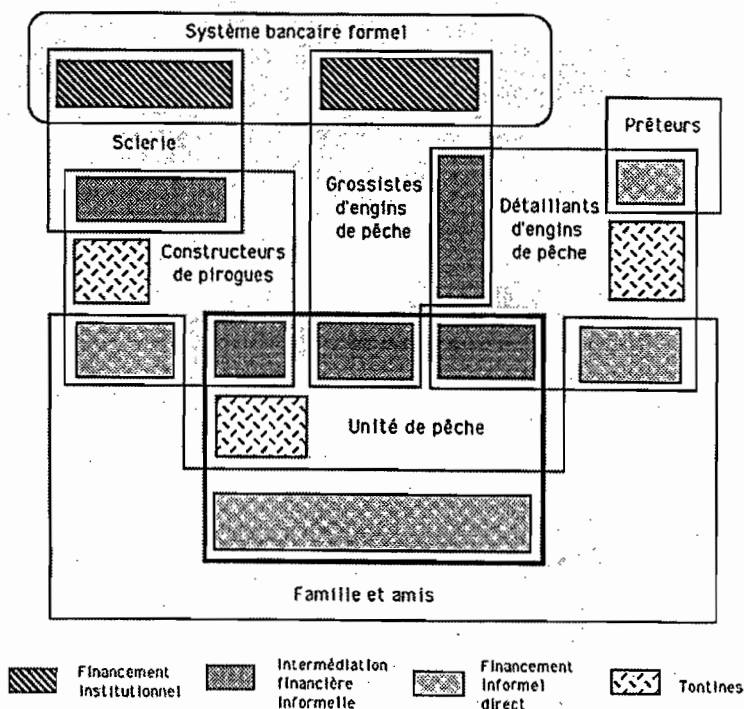 Système bancaire formel
Prêteurs
Scierie
Grossistes
d'engins
de pêche
Détaillants
d'engins
de pêche
Constructeurs
de pirogues
Unité de pêche
Famille et amis
Financement
institutionnel
Intermédiation
financière
informelle
Financement
informel
direct
Tontines